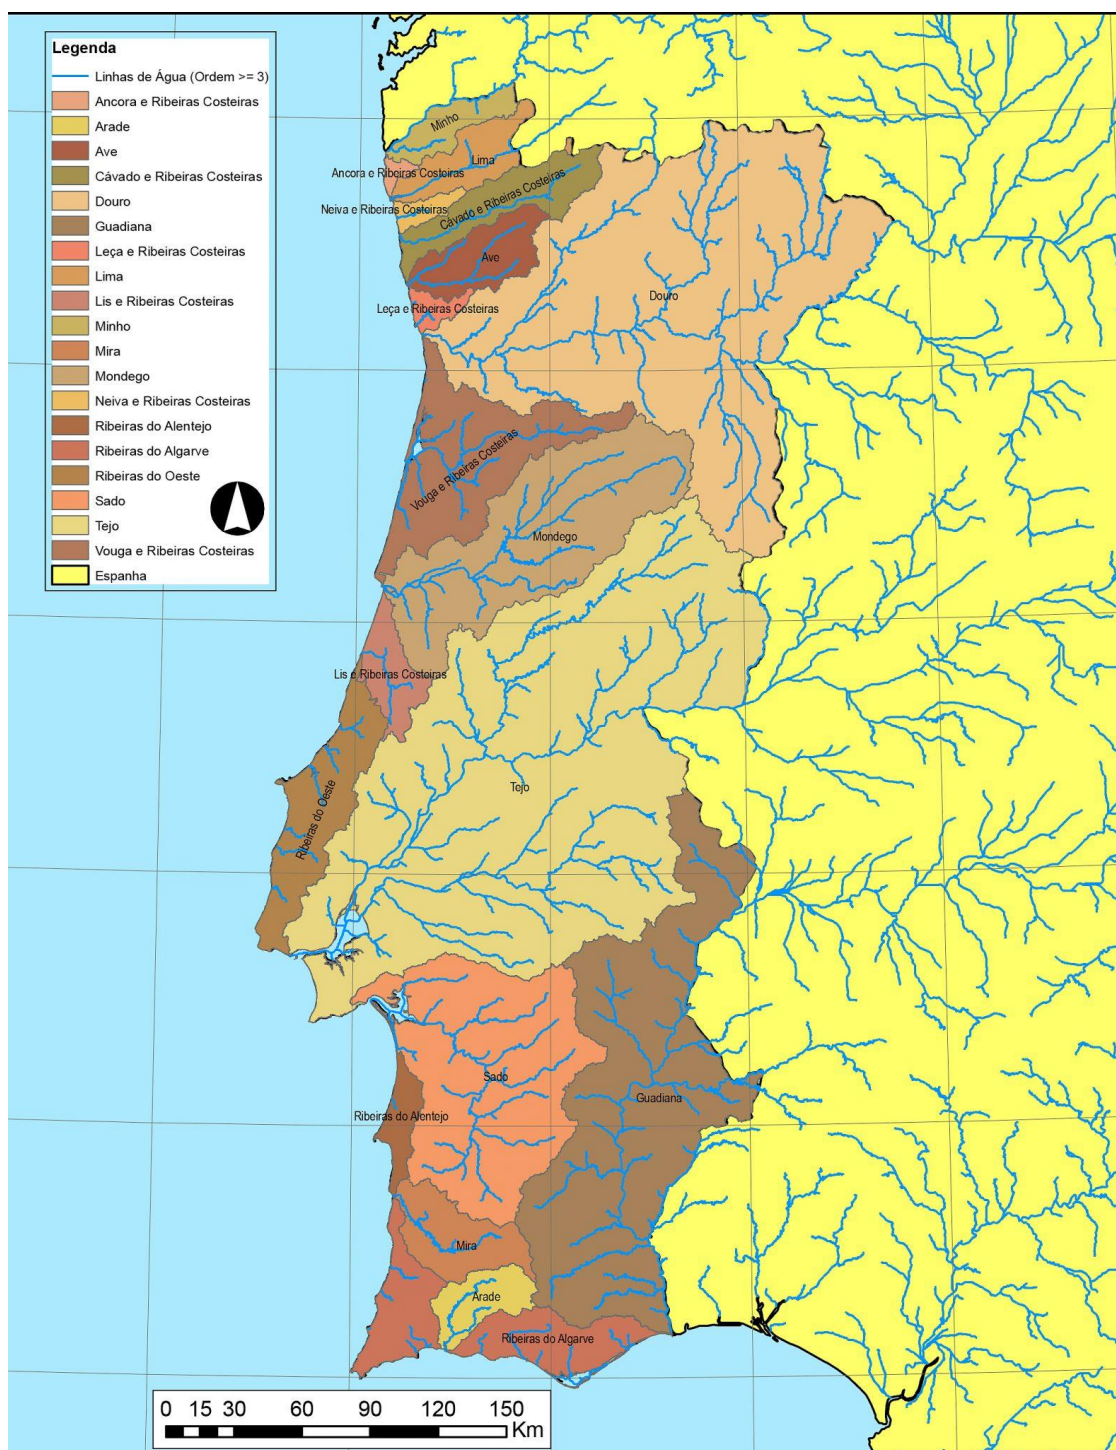 Legenda
Linhas de Água (Ordem >= 3)
Ancora e Ribeiras Costeiras
Arade
Ave
Cávado e Ribeiras Costeiras
Douro
Guadiana
Leça e Ribeiras Costeiras
Lima
Lis e Ribeiras Costeiras
Minho
Mira
Mondego
Neiva e Ribeiras Costeiras
Ribeiras do Alentejo
Ribeiras do Algarve
Ribeiras do Oeste
Sado
Tejo
Vouga e Ribeiras Costeiras
Espanha
Minho
Lima
Ancora e Ribeiras Costeiras
Neiva e Ribeiras Costeiras
Cávado e Ribeiras Costeiras
Ave
Leça e Ribeiras Costeiras
Douro
Vouga e Ribeiras Costeiras
Mondego
Lis e Ribeiras Costeiras
Tejo
Ribeiras do Oeste
Sado
Guadiana
Ribeiras do Alentejo
Mira
Arade
Ribeiras do Algarve
0 15 30 60 90 120 150
Km